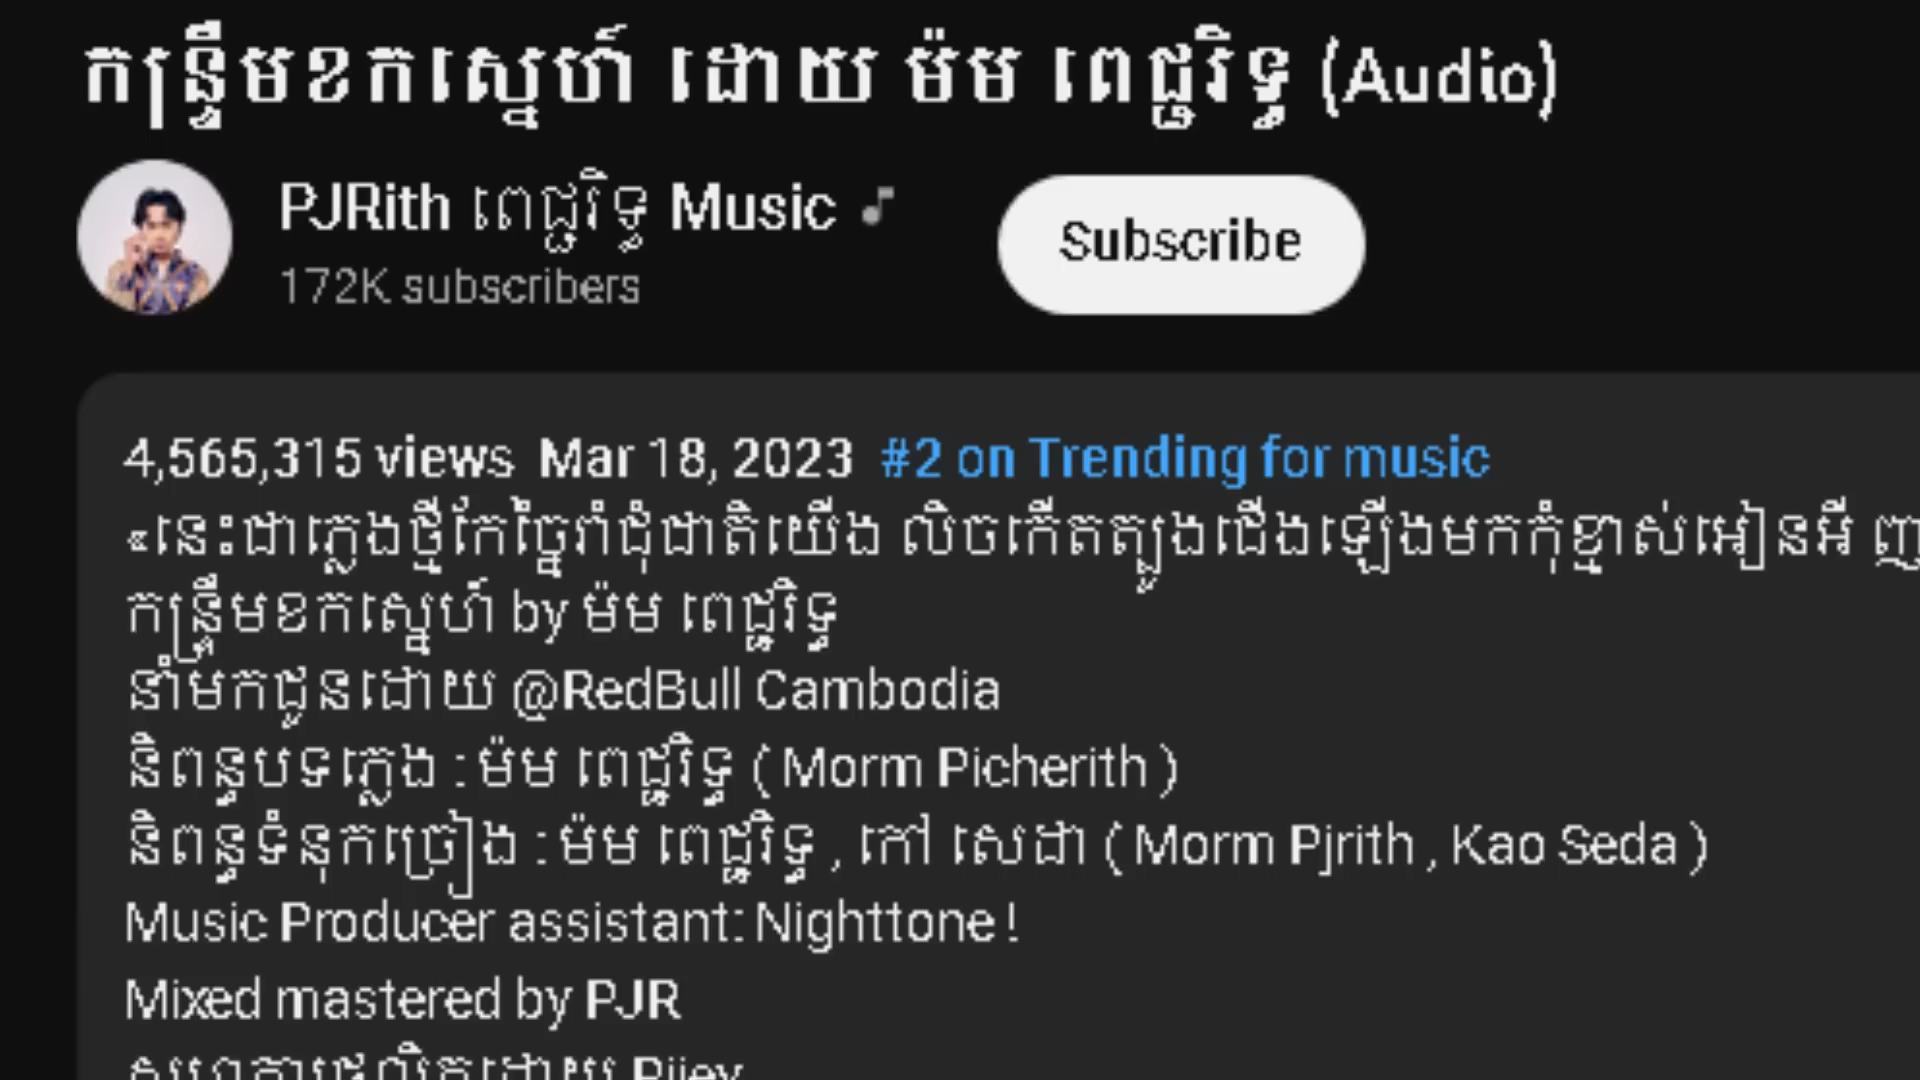 កន្ទ្រឹមខកស្នេហ៍ ដោយ ម៉ម ពេជ្ជរិទ្ធ (Audio)
PJRith ពេជ្ជរិទ្ធ Music
172K subscribers
Subscribe
4,565,315 views Mar 18, 2023 #2 on Trending for music
«នេះជាភ្លេងថ្មីកែច្នៃរាំជុំជាតិយើង លិចកើតត្បូងជើងឡើងមកកុំខ្មាស់អៀនអី
កន្ទ្រឹមខកស្នេហ៍ by ម៉ម ពេជ្ជរិទ្ធ
នាំមកជូនដោយ @RedBull Cambodia
និពន្ធបទភ្លេង : ម៉ម ពេជ្ជរិទ្ធ ( Morm Picherith )
និពន្ធទំនុកច្រៀង : ម៉ម ពេជ្ជរិទ្ធ , កៅ សេដា ( Morm Pjrith , Kao Seda )
Music Producer assistant: Nighttone !
Mixed mastered by PJR